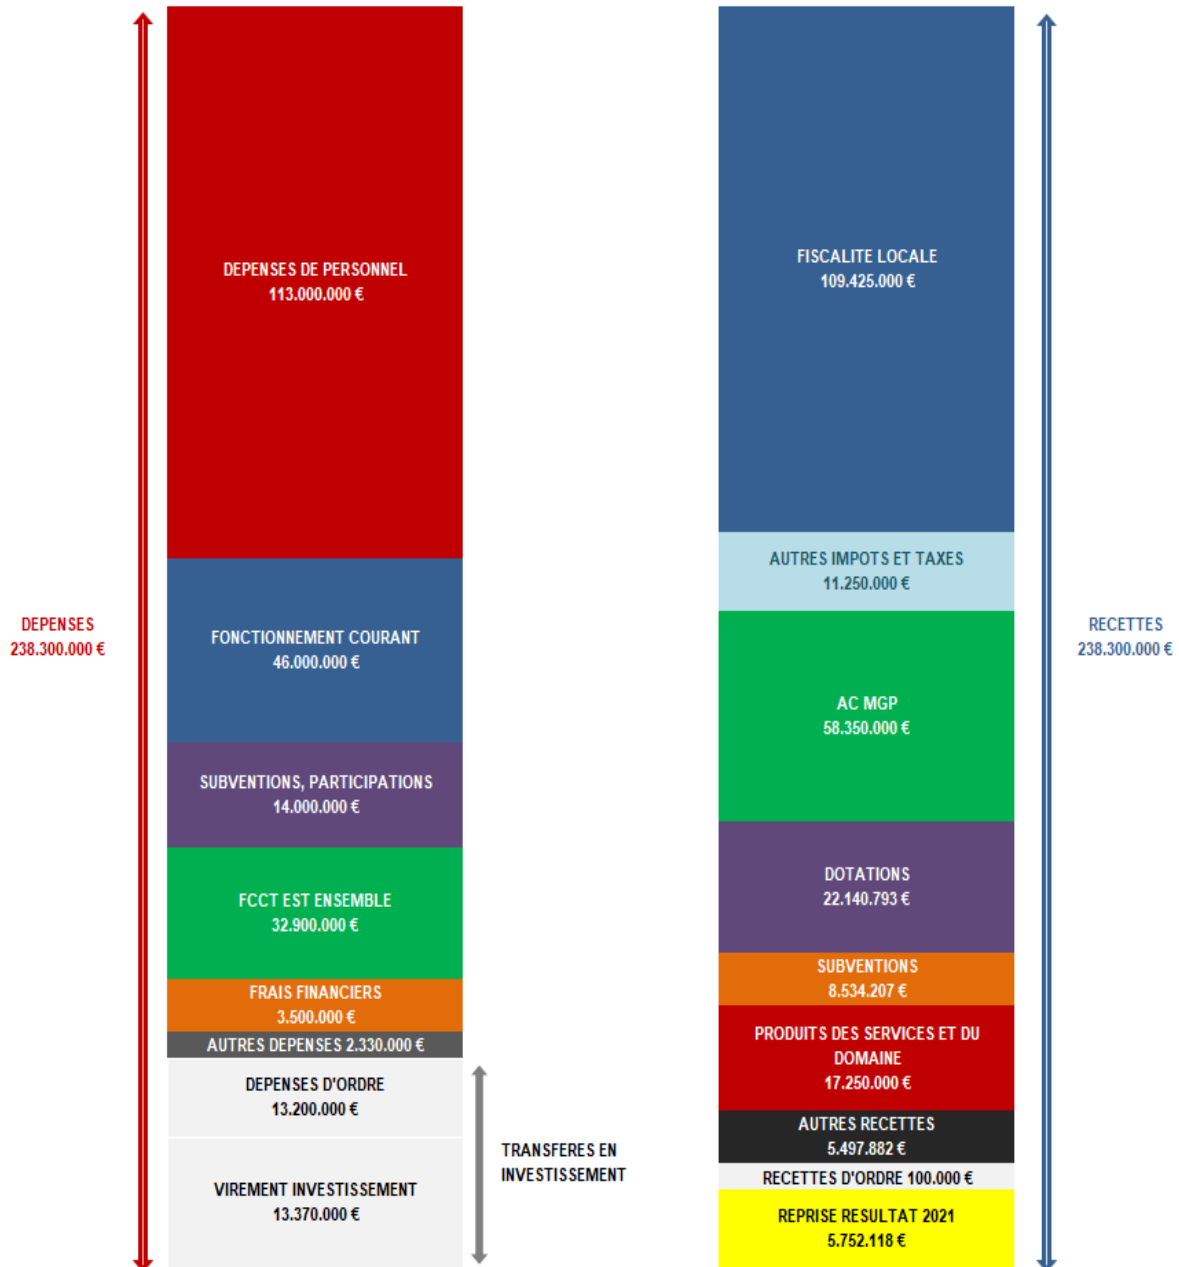 DEPENSES
238.300.000 €
DEPENSES DE PERSONNEL
113.000.000 €
FONCTIONNEMENT COURANT
46.000.000 €
SUBVENTIONS, PARTICIPATIONS
14.000.000 €
FCCT EST ENSEMBLE
32.900.000 €
FRAIS FINANCIERS
3.500.000 €
AUTRES DEPENSES 2.330.000 €
DEPENSES D'ORDRE
13.200.000 €
VIREMENT INVESTISSEMENT
13.370.000 €
TRANSFERES EN
INVESTISSEMENT
FISCALITE LOCALE
109.425.000 €
AUTRES IMPOTS ET TAXES
11.250.000 €
AC MGP
58.350.000 €
DOTATIONS
22.140.793 €
SUBVENTIONS
8.534.207 €
PRODUITS DES SERVICES ET DU
DOMAINE
17.250.000 €
AUTRES RECETTES
5.497.882 €
RECETTES D'ORDRE 100.000 €
REPRISE RESULTAT 2021
5.752.118 €
RECETTES
238.300.000 €